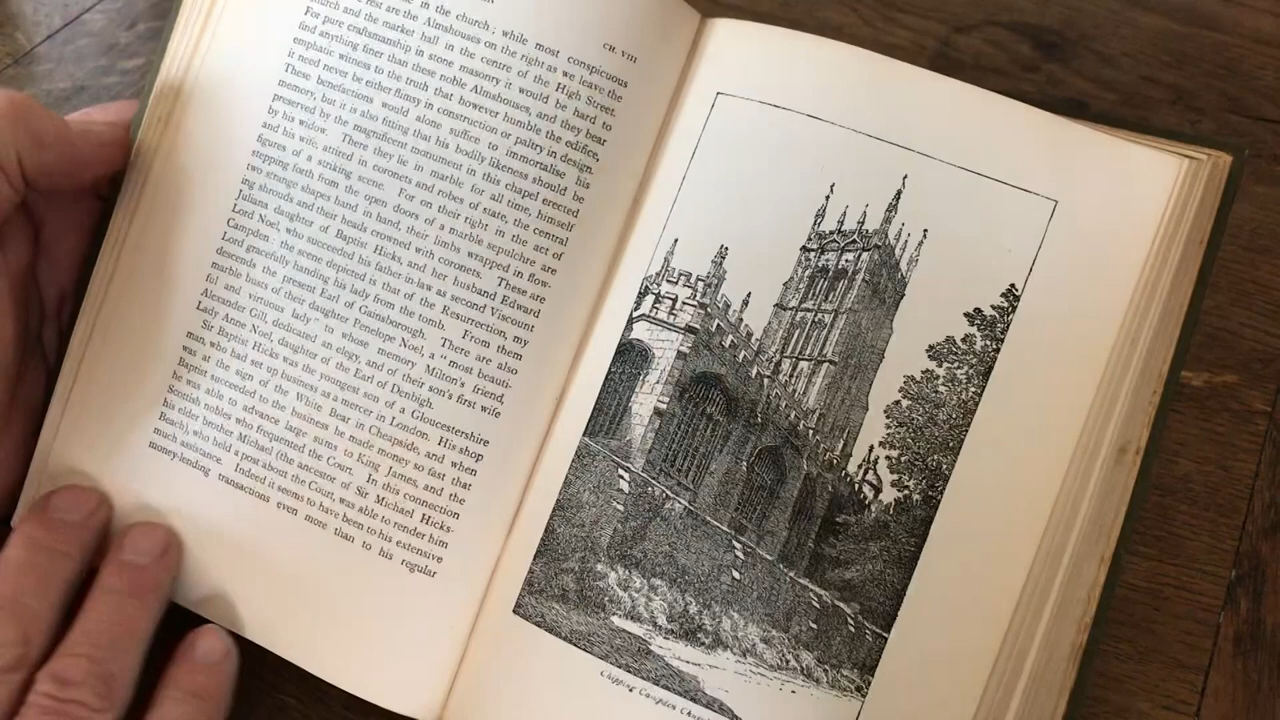 CH. VIII
in the church ; while most conspicuous
rest are the Almshouses on the right as we leave the
church and the market hall in the centre of the High Street.
For pure craftsmanship in stone masonry it would be hard to
find anything finer than these noble Almshouses, and they bear
emphatic witness to the truth that however humble the edifice,
it need never be either flimsy in construction or paltry in design.
These benefactions would alone suffice to immortalise his
memory, but it is also fitting that his bodily likeness should be
preserved by the magnificent monument in this chapel erected
by his widow. There they lie in marble for all time, himself
and his wife, attired in coronets and robes of state, the central
figures of a striking scene. For on their right in the act of
stepping forth from the open doors of a marble sepulchre are
two strange shapes hand in hand, their limbs wrapped in flow-
ing shrouds and their heads crowned with coronets. These are
Juliana daughter of Baptist Hicks, and her husband Edward
Lord Noel, who succeeded his father-in-law as second Viscount
Campden : the scene depicted is that of the Resurrection, my
Lord gracefully handing his lady from the tomb. From them
descends the present Earl of Gainsborough. There are also
marble busts of their daughter Penelope Noel, a "most beauti-
ful and virtuous lady" to whose memory Milton's friend,
Alexander Gill, dedicated an elegy, and of their son's first wife
Lady Anne Noel, daughter of the Earl of Denbigh.
Sir Baptist Hicks was the youngest son of a Gloucestershire
man, who had set up business as a mercer in London. His shop
was at the sign of the White Bear in Cheapside, and when
Baptist succeeded to the business he made money so fast that
he was able to advance large sums to King James, and the
Scottish nobles who frequented the Court. In this connection
his elder brother Michael (the ancestor of Sir Michael Hicks-
Beach), who held a post about the Court, was able to render him
much assistance. Indeed it seems to have been to his extensive
money-lending transactions even more than to his regular
Chipping Campden Church